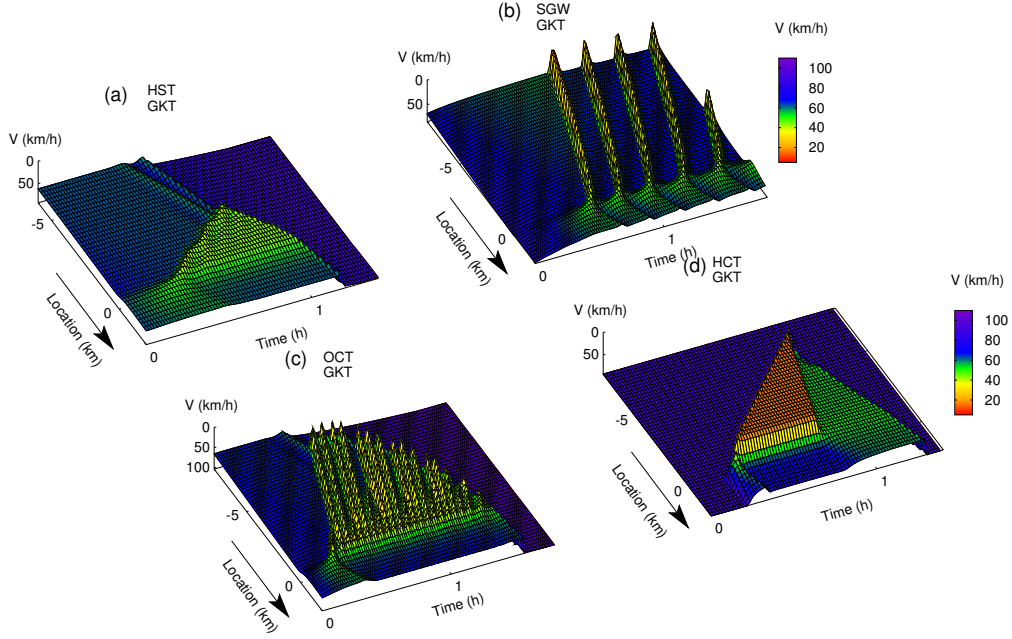 (a)
HST
GKT
V (km/h)
0
50
-5
0
Location (km)
0
1
Time (h)
(b)
SGW
GKT
V (km/h)
0
50
-5
0
Location (km)
0
1
Time (h)
V (km/h)
100
80
60
40
20
(c)
OCT
GKT
V (km/h)
0
50
100
-5
0
Location (km)
0
1
Time (h)
(d)
HCT
GKT
V (km/h)
0
50
-5
0
Location (km)
0
1
Time (h)
V (km/h)
100
80
60
40
20